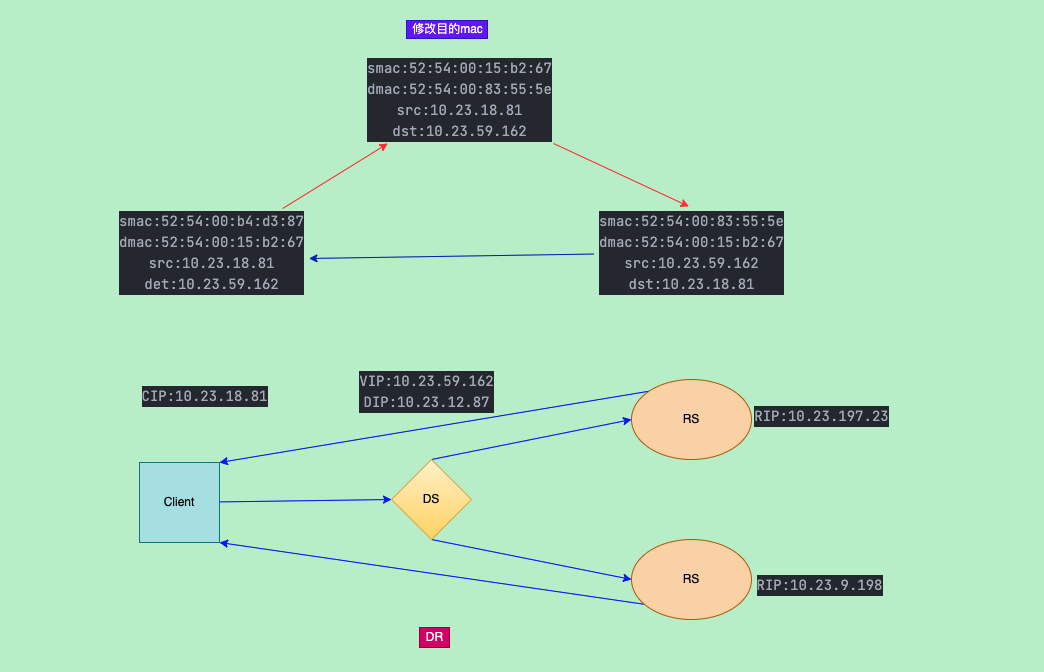 修改目的mac
smac:52:54:00:15:b2:67
dmac:52:54:00:83:55:5e
src:10.23.18.81
dst:10.23.59.162
smac:52:54:00:b4:d3:87
dmac:52:54:00:15:b2:67
src:10.23.18.81
det:10.23.59.162
smac:52:54:00:83:55:5e
dmac:52:54:00:15:b2:67
src:10.23.59.162
dst:10.23.18.81
CIP:10.23.18.81
VIP:10.23.59.162
DIP:10.23.12.87
RS
RIP:10.23.197.23
Client
DS
RS
RIP:10.23.9.198
DR